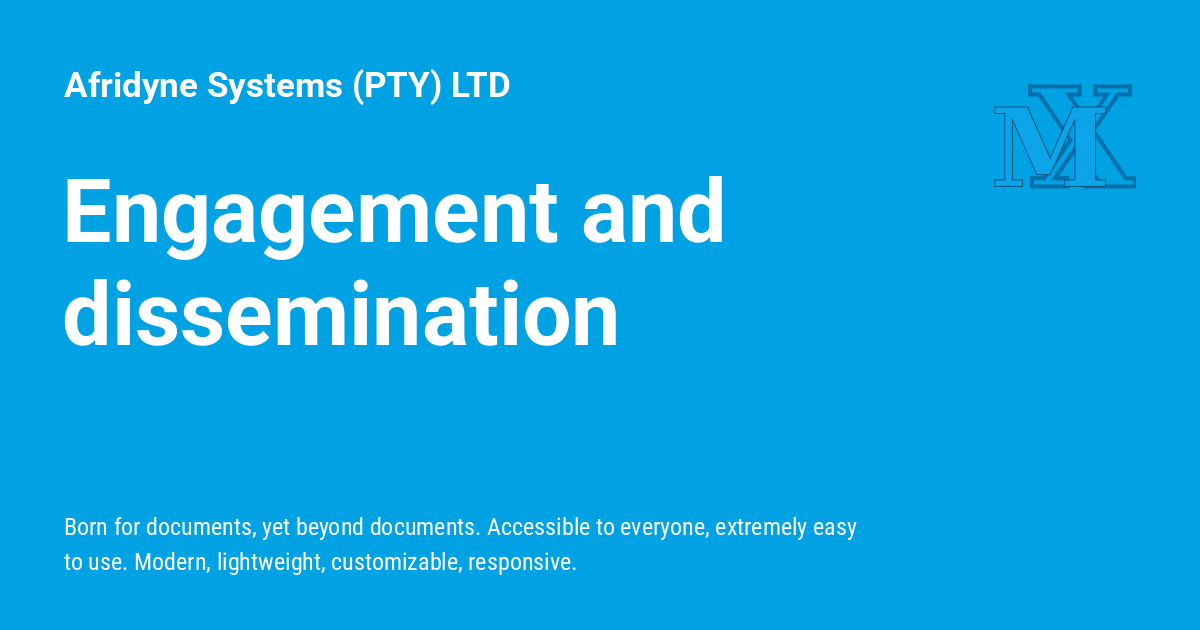 Afridyne Systems (PTY) LTD
MX
Engagement and
dissemination
Born for documents, yet beyond documents. Accessible to everyone, extremely easy
to use. Modern, lightweight, customizable, responsive.